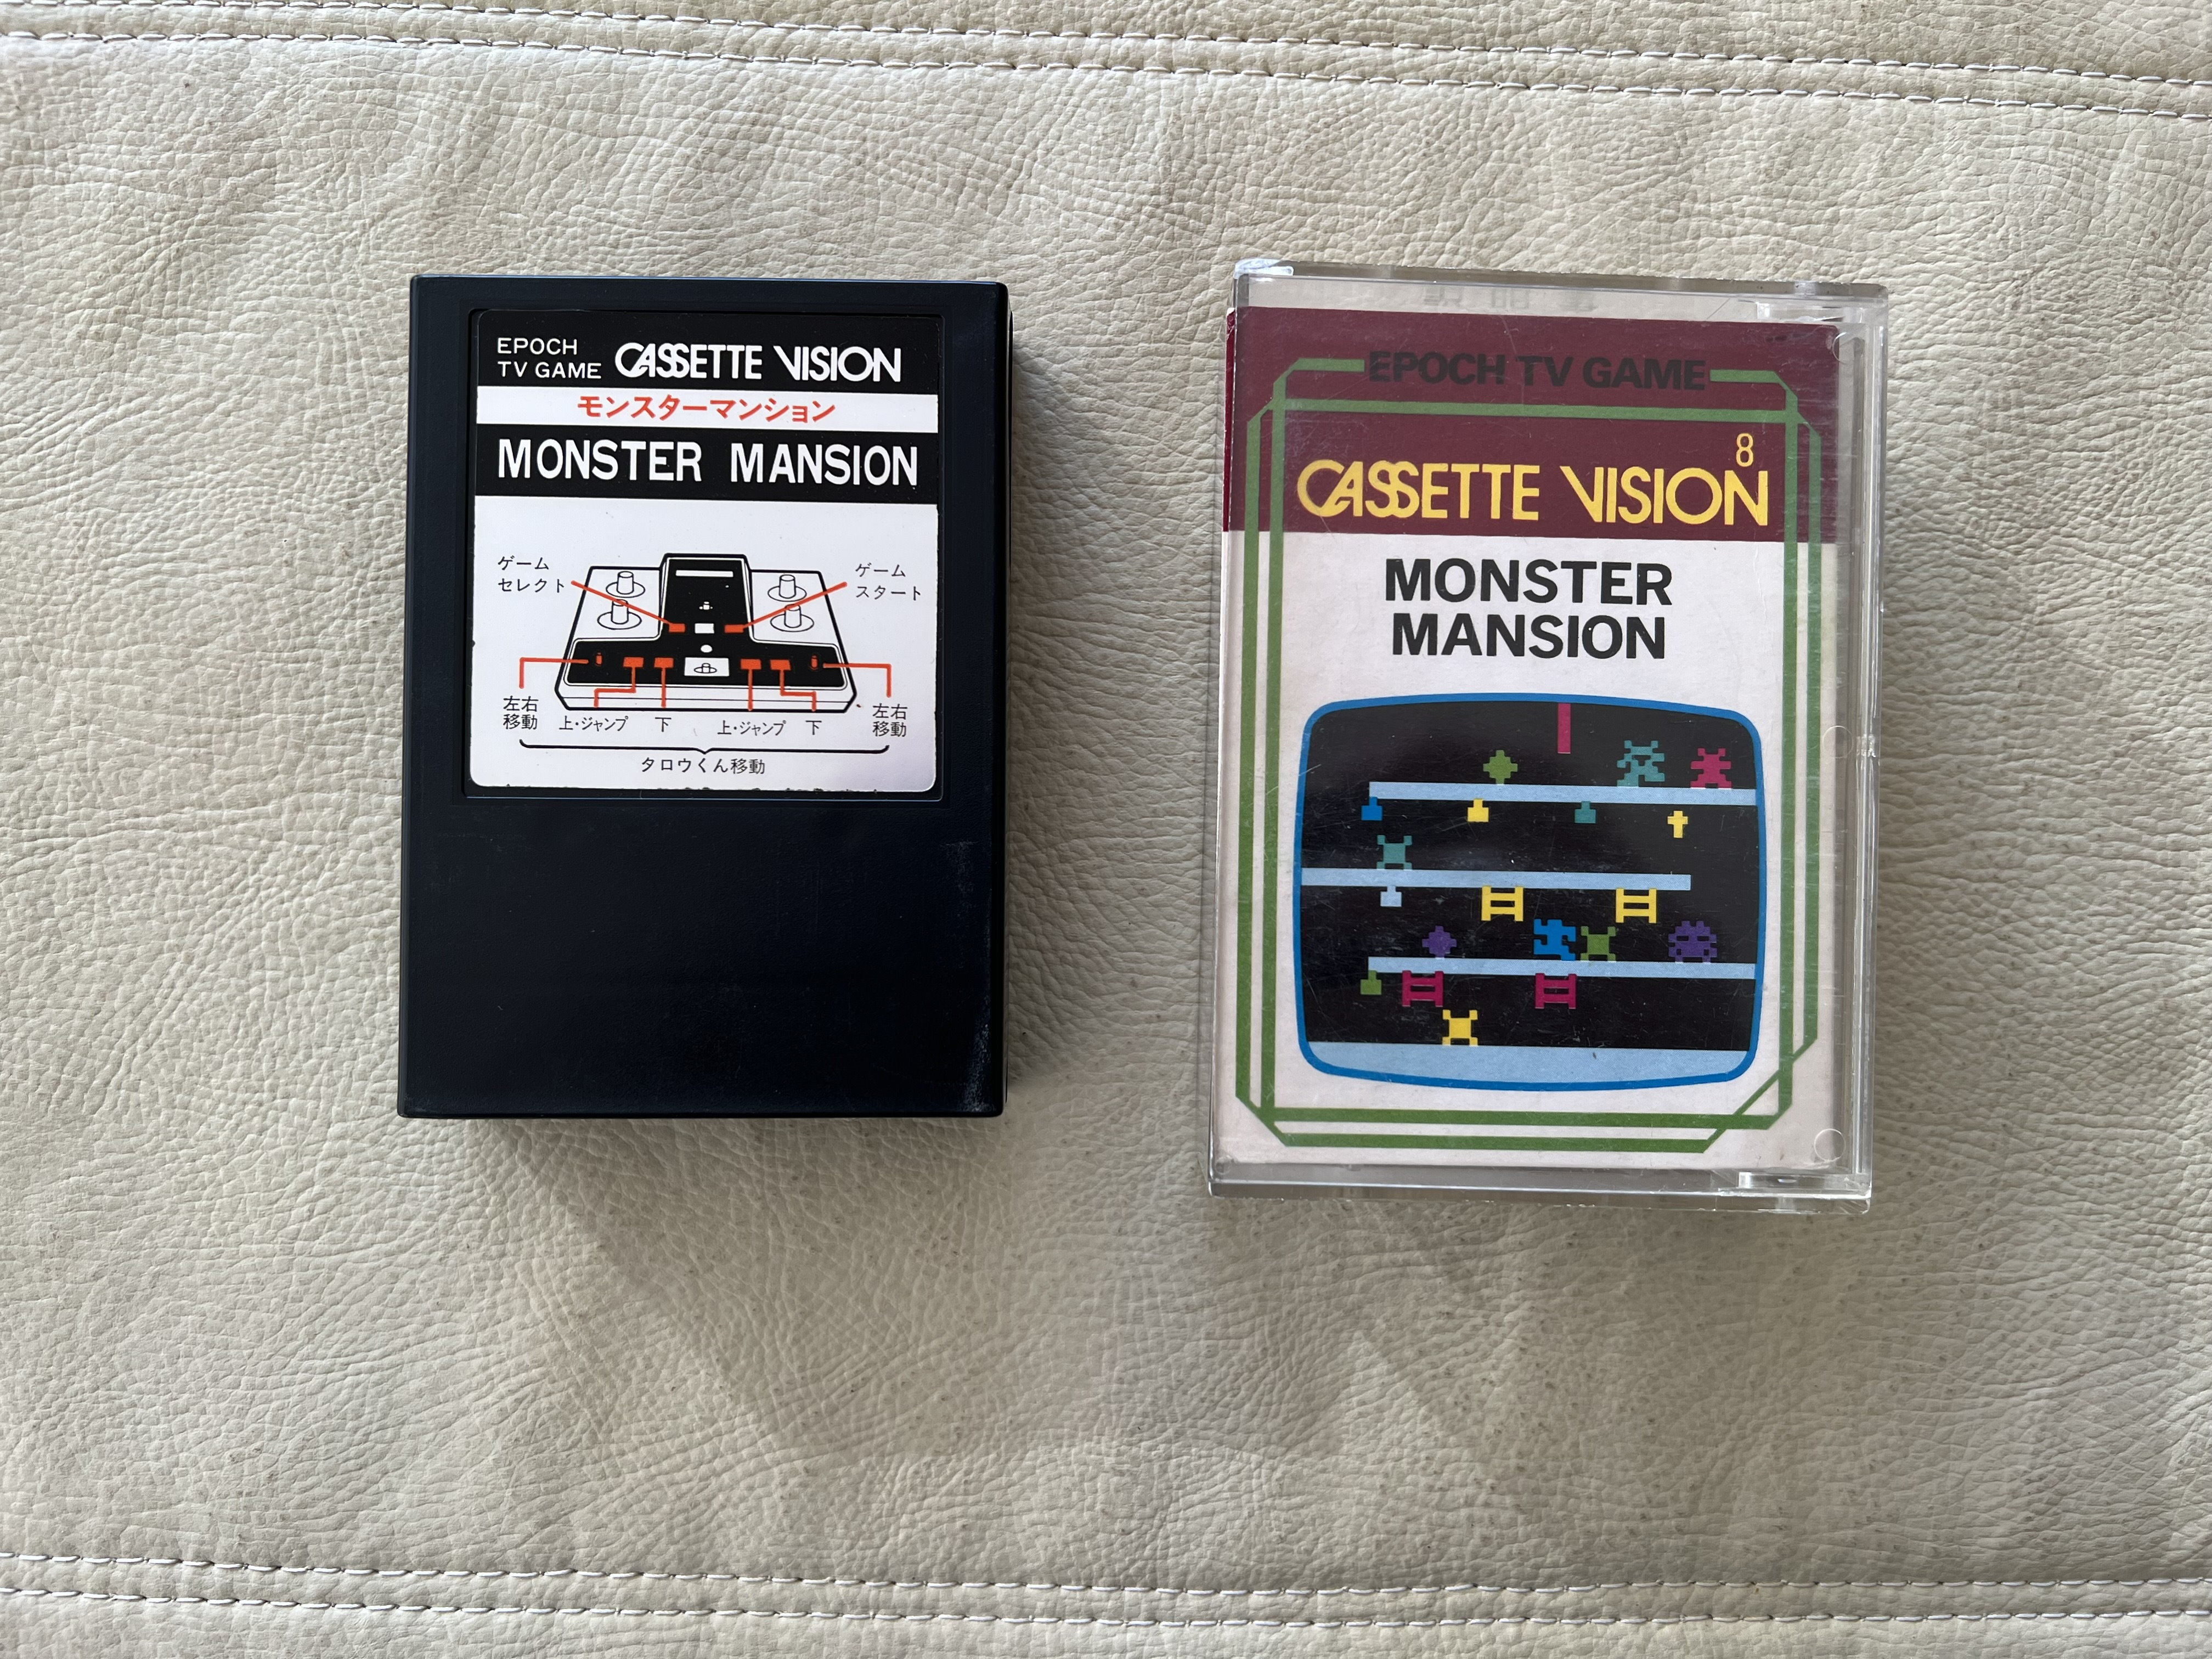 EPOCH
TV GAME CASSETTE VISION
モンスターマンション
MONSTER MANSION
ゲーム
セレクト
ゲーム
スタート
左右
移動
上・ジャンプ
下
上・ジャンプ
下
左右
移動
タロウくん移動
EPOCH TV GAME
8
CASSETTE VISION
MONSTER
MANSION